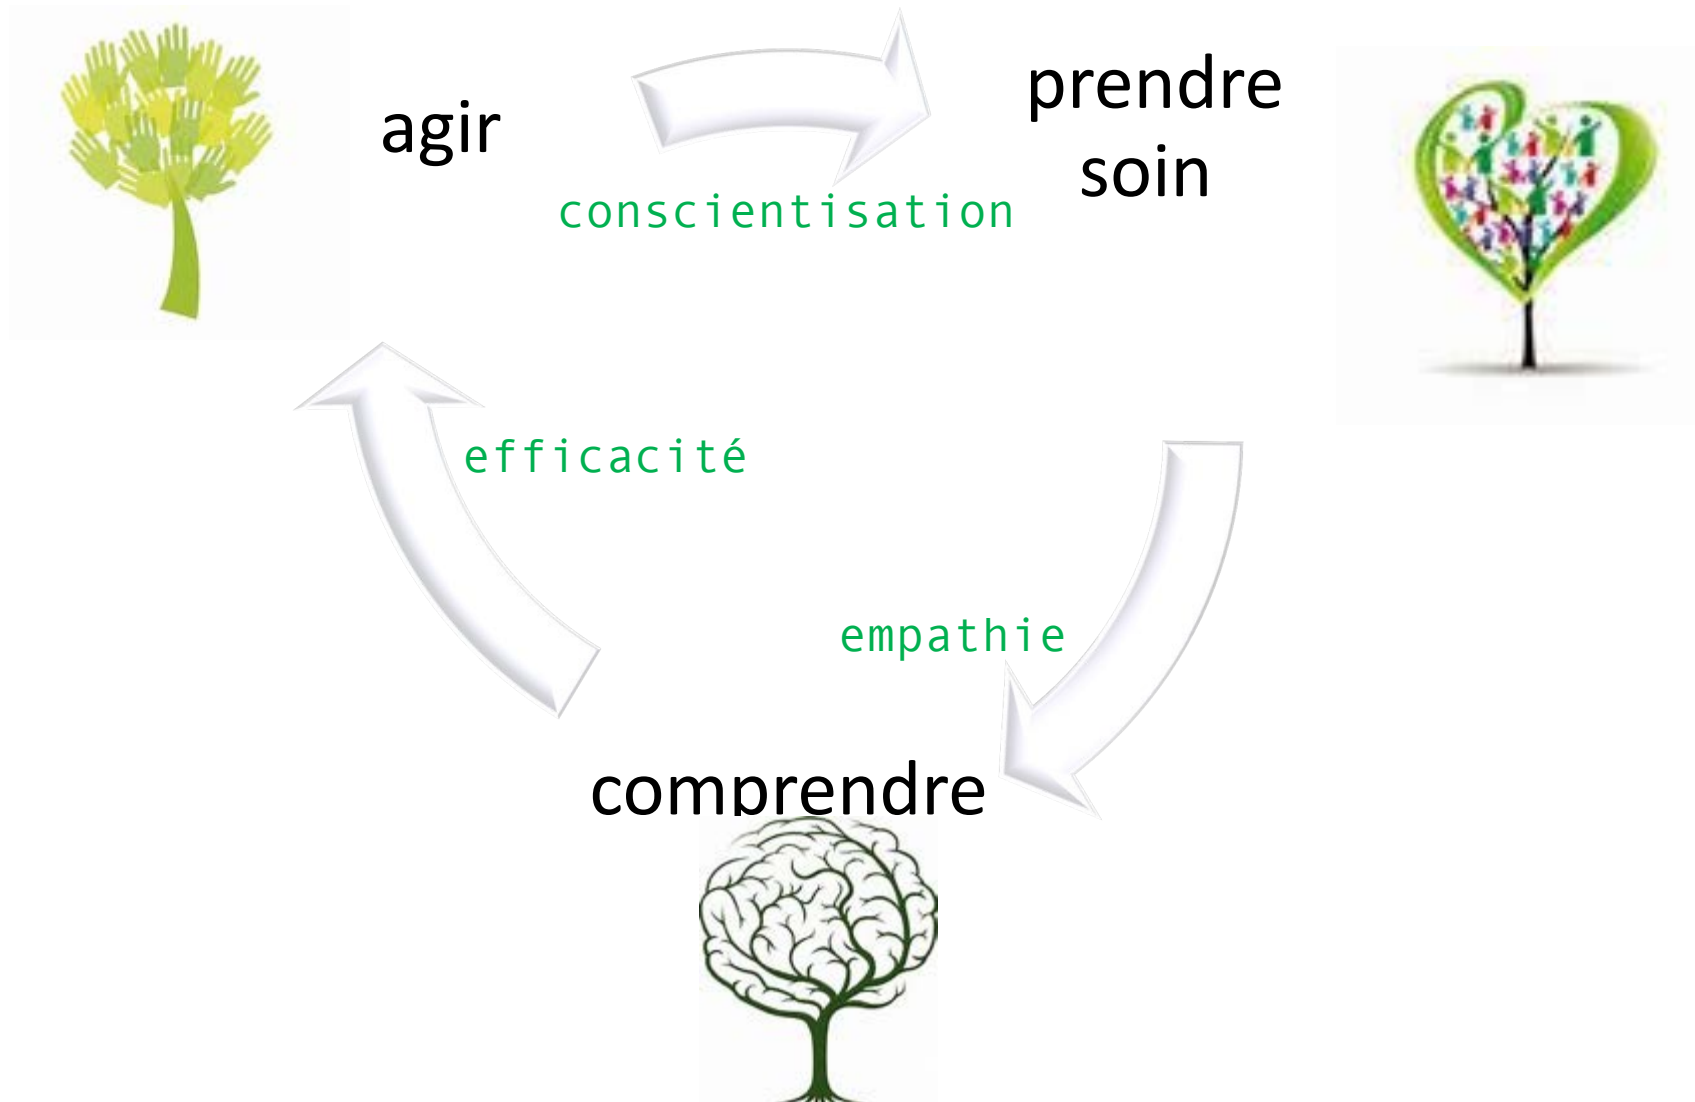 agir
prendre
soin
conscientisation
efficacité
empathie
comprendre